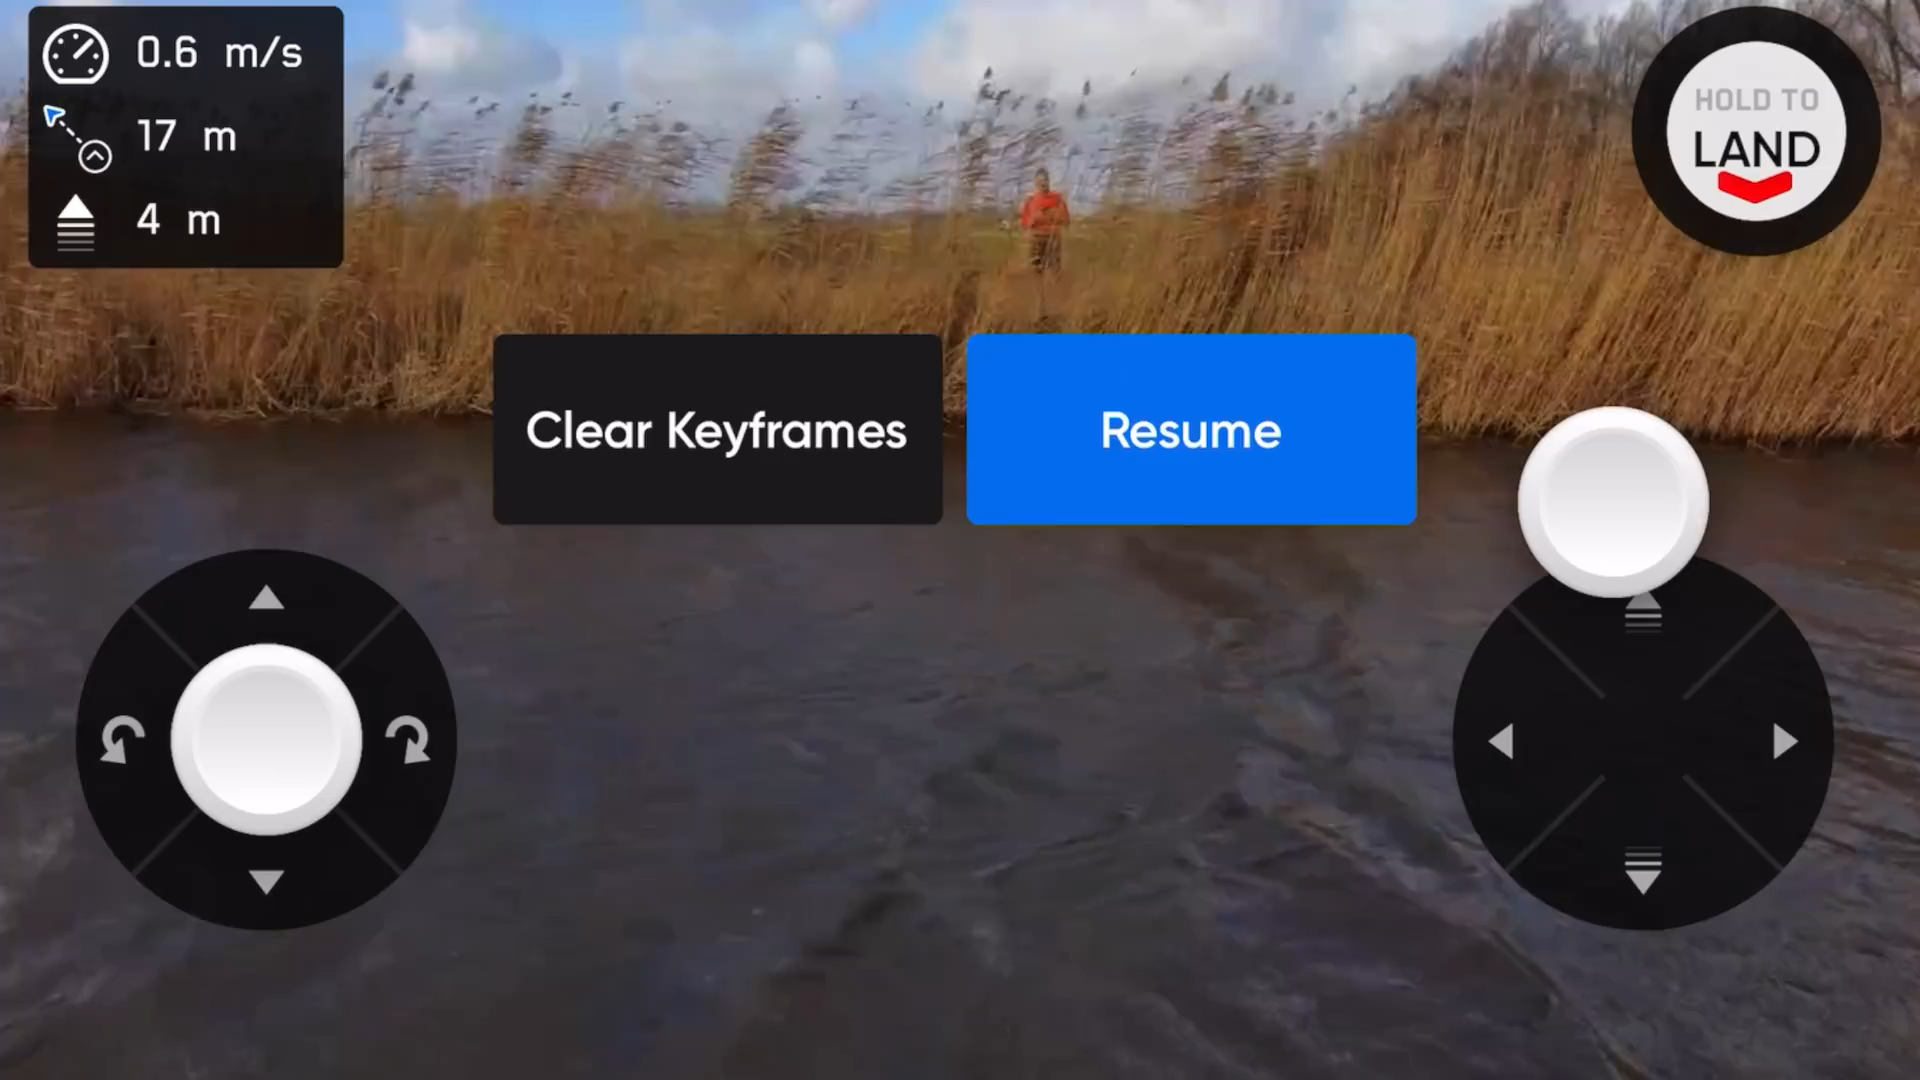 0.6 m/s
17 m
4 m
HOLD TO
LAND
Clear Keyframes
Resume